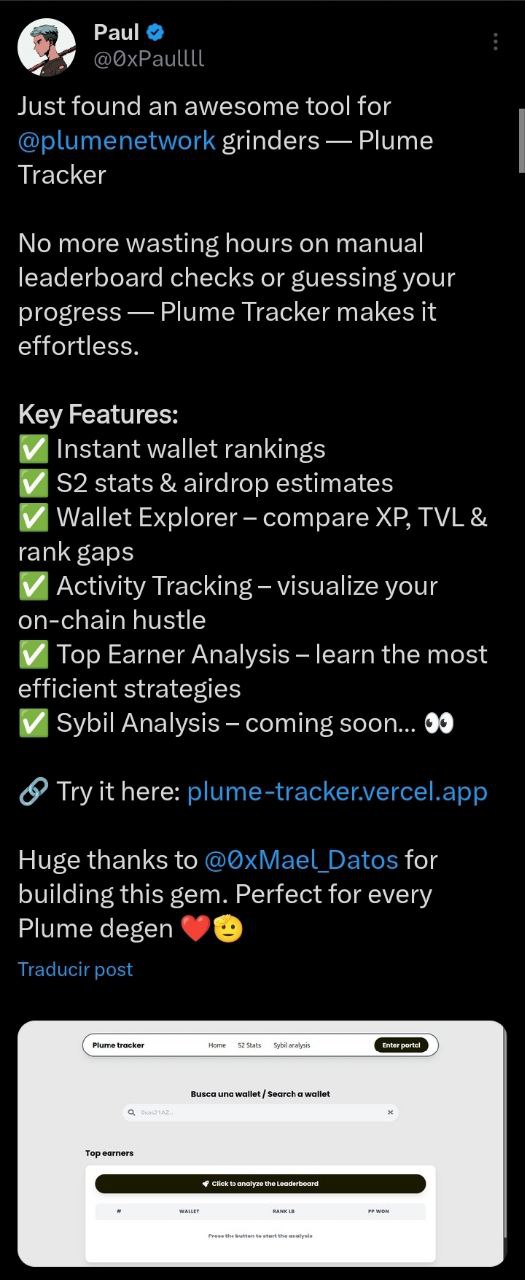 Paul
@0xPaullll
Just found an awesome tool for
@plumenetwork grinders — Plume
Tracker
No more wasting hours on manual
leaderboard checks or guessing your
progress — Plume Tracker makes it
effortless.
Key Features:
✅ Instant wallet rankings
✅ S2 stats & airdrop estimates
✅ Wallet Explorer – compare XP, TVL &
rank gaps
✅ Activity Tracking – visualize your
on-chain hustle
✅ Top Earner Analysis – learn the most
efficient strategies
✅ Sybil Analysis – coming soon... 👀
🔗 Try it here: plume-tracker.vercel.app
Huge thanks to @0xMael_Datos for
building this gem. Perfect for every
Plume degen ❤️🫡
Traducir post
Plume tracker Home S2 Stats Sybil analysis Enter portal
Busca una wallet / Search a wallet
Top earners
Click to analyze the Leaderboard
# WALLET RANK LB PP WON
Press the button to start the analysis